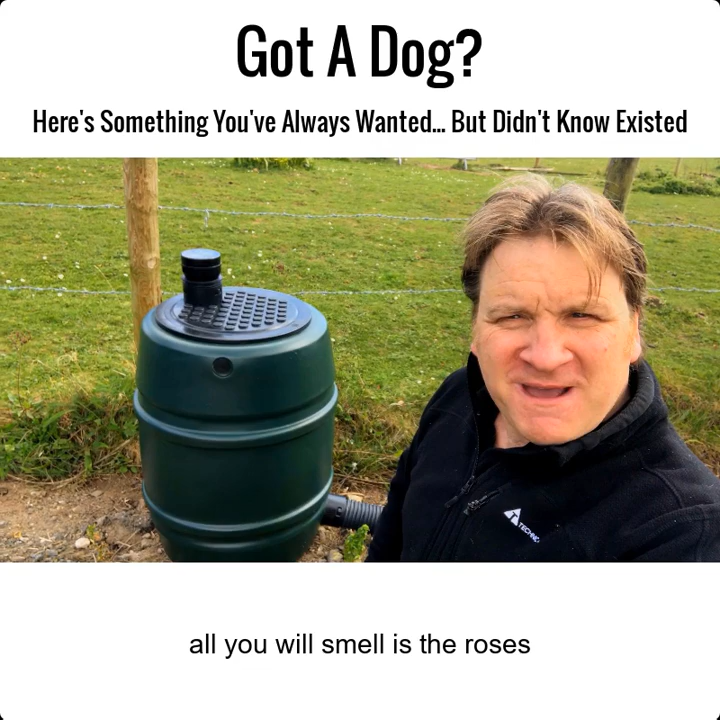 Got A Dog?
Here's Something You've Always Wanted... But Didn't Know Existed
TECHNIC
all you will smell is the roses